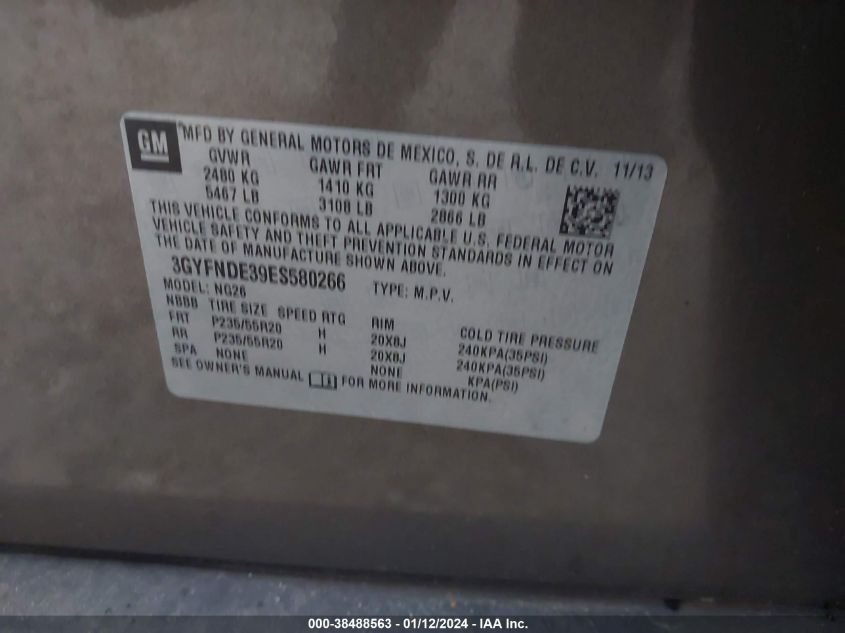 GM
MFD BY GENERAL MOTORS DE MEXICO, S. DE R.L. DE C.V. 11/13
GVWR GAWR FRT GAWR RR
2480 KG 1410 KG 1300 KG
5467 LB 3108 LB 2866 LB
THIS VEHICLE CONFORMS TO ALL APPLICABLE U.S. FEDERAL MOTOR
VEHICLE SAFETY AND THEFT PREVENTION STANDARDS IN EFFECT ON
THE DATE OF MANUFACTURE SHOWN ABOVE.
3GYFNDE39ES580266 TYPE: M.P.V.
MODEL: NG26
NBBB TIRE SIZE SPEED RTG RIM COLD TIRE PRESSURE
FRT P235/55R20 H 20X8J 240KPA(35PSI)
RR P235/55R20 H 20X8J 240KPA(35PSI)
SPA NONE NONE KPA(PSI)
SEE OWNER'S MANUAL FOR MORE INFORMATION.
000-38488563 - 01/12/2024 - IAA Inc.